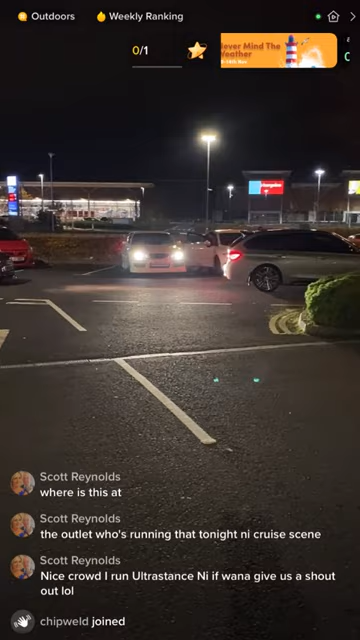 Outdoors
Weekly Ranking
0/1
Never Mind The
Weather
Scott Reynolds
where is this at
Scott Reynolds
the outlet who's running that tonight ni cruise scene
Scott Reynolds
Nice crowd I run Ultrastance Ni if wana give us a shout
out lol
chipweld joined